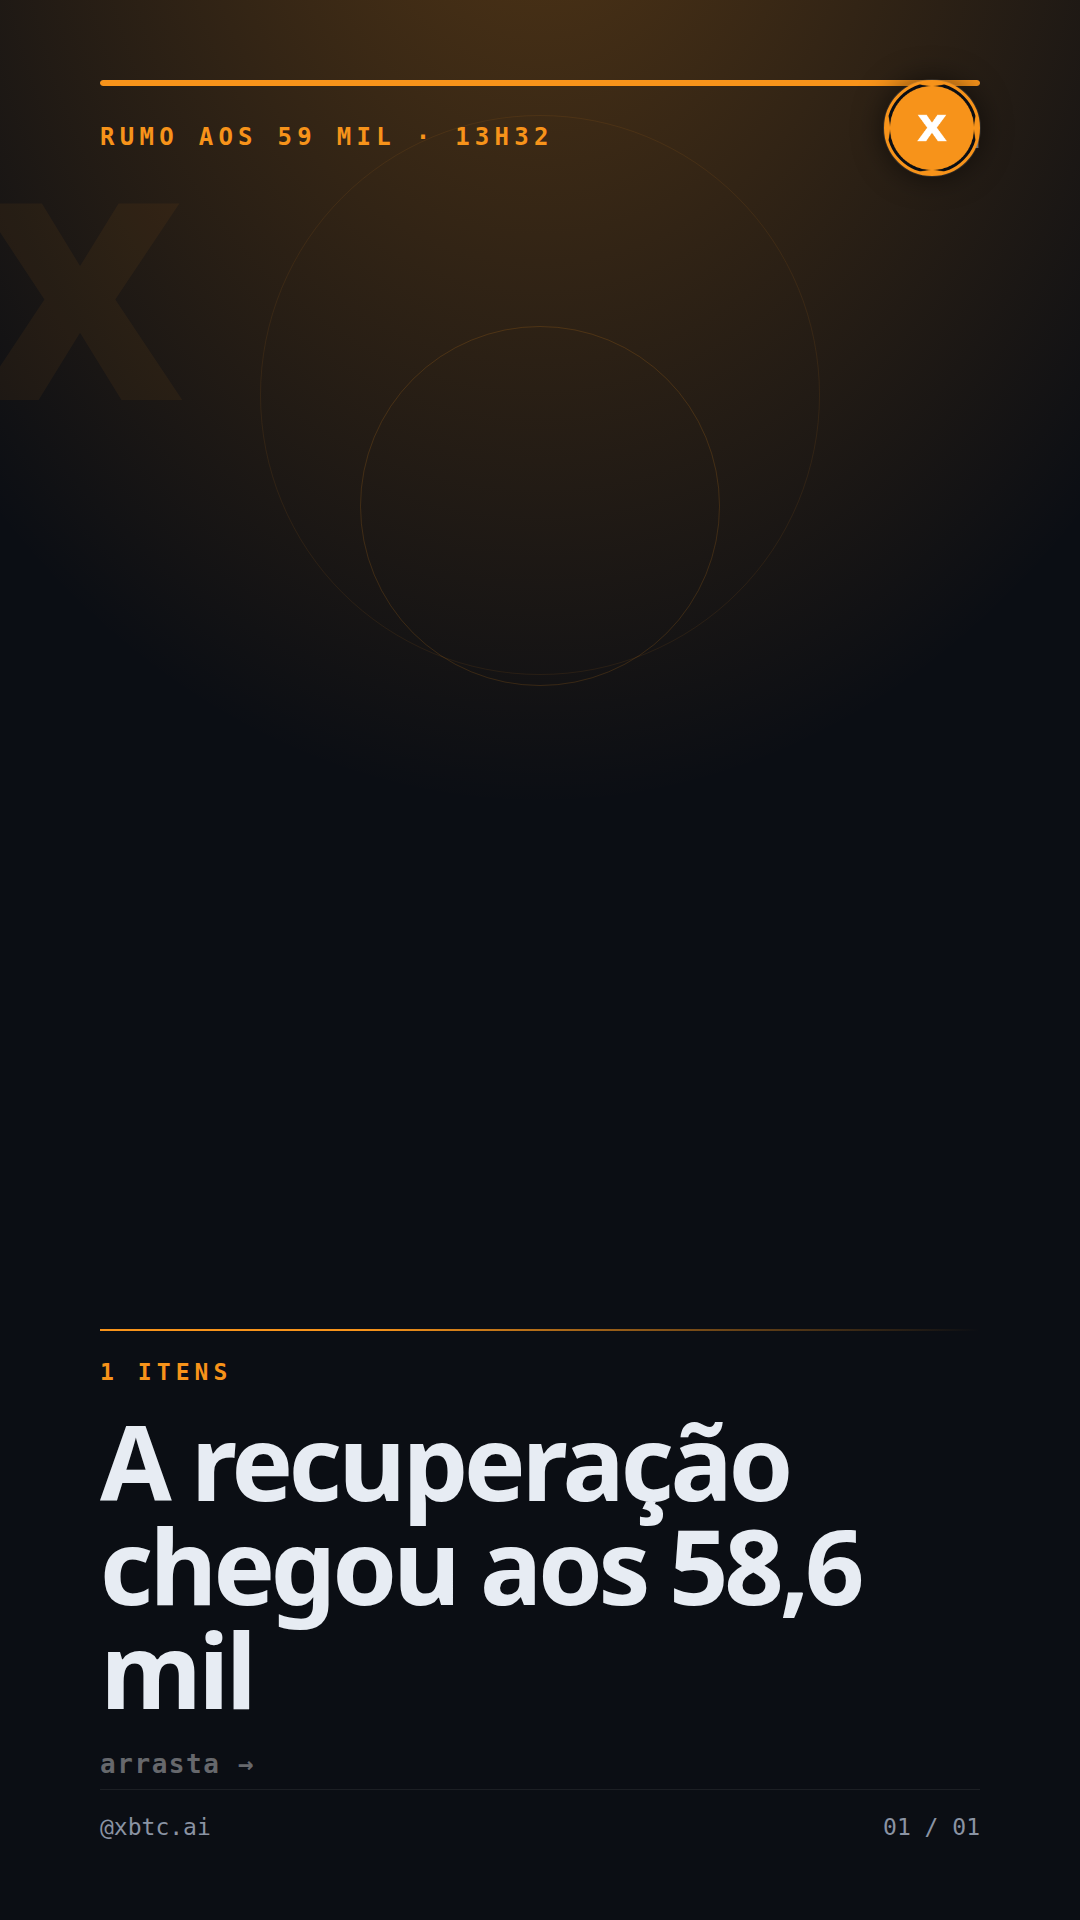 RUMO AOS 59 MIL · 13H32
X
X
1 ITENS
A recuperação
chegou aos 58,6
mil
arrasta →
@xbtc.ai
01 / 01